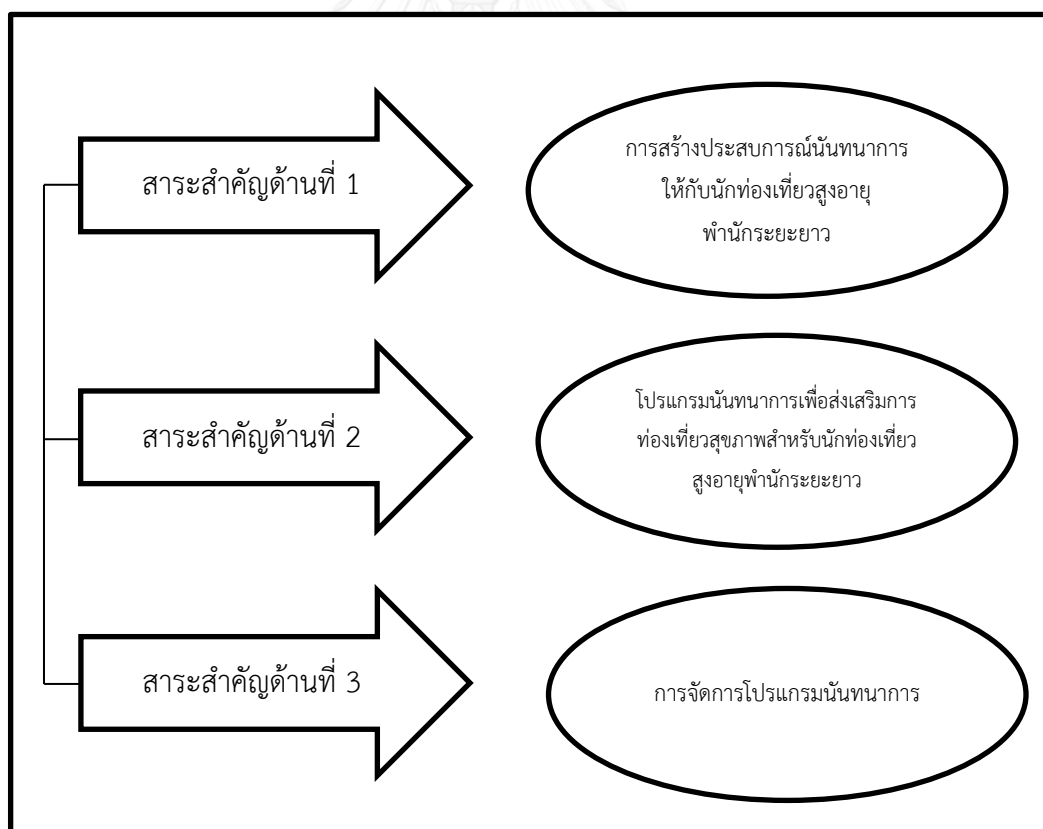 สาระสำคัญด้านที่ 1
การสร้างประสบการณ์นันทนาการ
ให้กับนักท่องเที่ยวสูงอายุ
พำนักระยะยาว
สาระสำคัญด้านที่ 2
โปรแกรมนันทนาการเพื่อส่งเสริมการ
ท่องเที่ยวสุขภาพสำหรับนักท่องเที่ยว
สูงอายุพำนักระยะยาว
สาระสำคัญด้านที่ 3
การจัดการโปรแกรมนันทนาการ